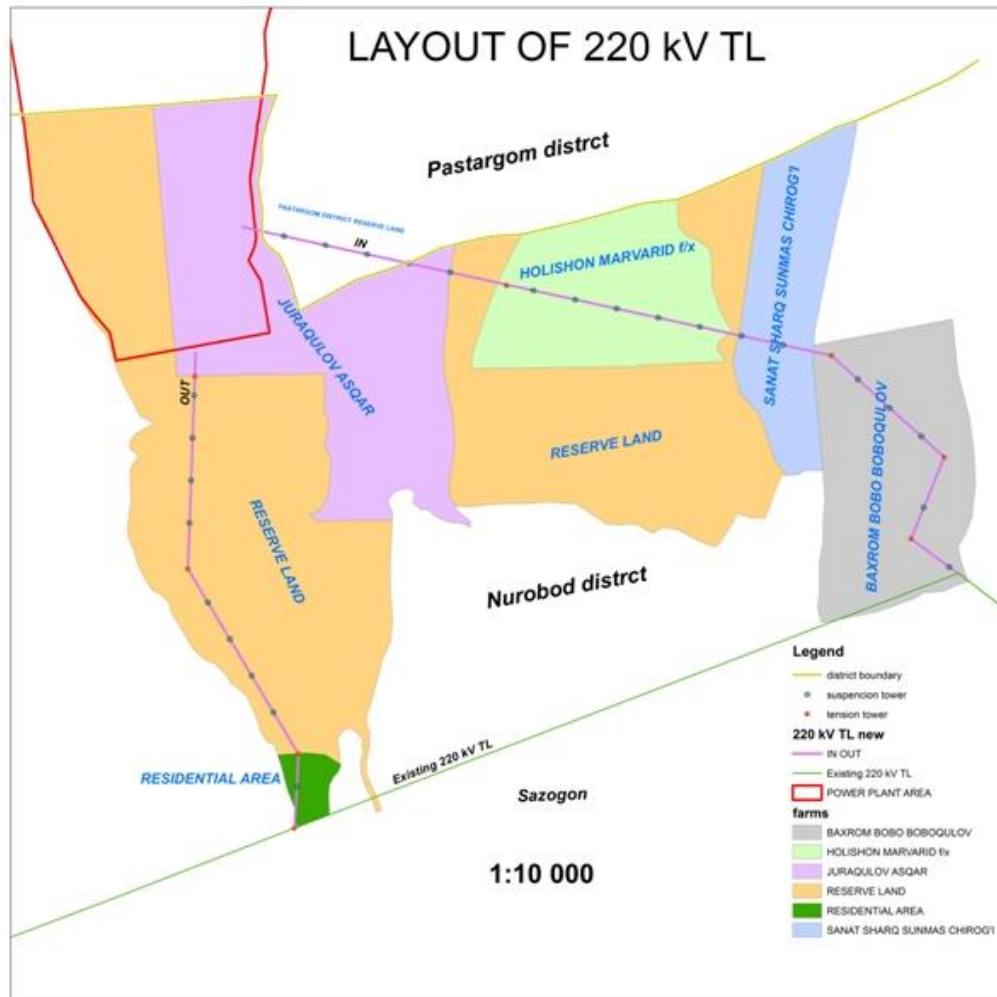 LAYOUT OF 220 kV TL
Pastargom distrct
PASTARGOM DISTRICT RESERVE LAND
IN
HOLISHON MARVARID f/x
SANAT SHARQ SUNMAS CHIROG'I
JURAQULOV ASQAR
OUT
BAXROM BOBO BOBOQULOV
RESERVE LAND
RESERVE LAND
Nurobod distrct
RESIDENTIAL AREA
Existing 220 kV TL
Sazogon
1:10 000
Legend
district boundary
suspencion tower
tension tower
220 kV TL new
IN OUT
Existing 220 kV TL
POWER PLANT AREA
farms
BAXROM BOBO BOBOQULOV
HOLISHON MARVARID f/x
JURAQULOV ASQAR
RESERVE LAND
RESIDENTIAL AREA
SANAT SHARQ SUNMAS CHIROG'I